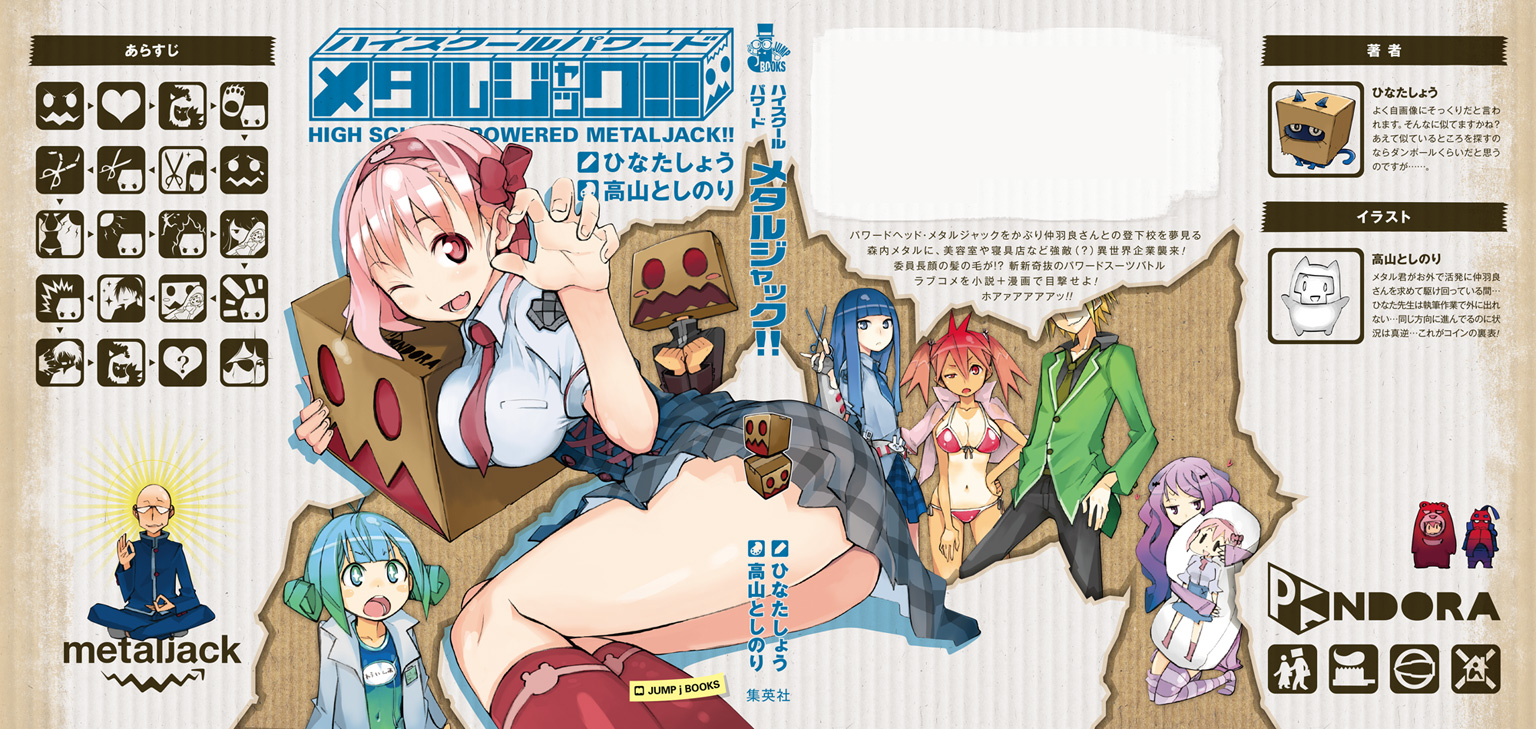 あらすじ
metaljack
ハイスクールパワード
メタルジャック!!
HIGH SCHOOL POWERED METALJACK!!
ひなたしょう
高山としのり
PANDORA
JUMP j BOOKS
JUMP
j BOOKS
ハイスクール
パワード
メタルジャック!!
ひなたしょう
高山としのり
集英社
パワードヘッド・メタルジャックをかぶり仲羽良さんとの登下校を夢見る
森内メタルに、美容室や寝具店など強敵(?)異世界企業襲来!
委員長顔の髪の毛が!? 斬新奇抜のパワードスーツバトル
ラブコメを小説+漫画で目撃せよ!
ホアァアアアアッ!!
著者
ひなたしょう
よく自画像にそっくりだと言わ
れます。そんなに似てますかね?
あえて似ているところを探すの
ならダンボールくらいだと思う
のですが……。
イラスト
高山としのり
メタル君がお外で活発に仲羽良
さんを求めて駆け回っている間…
ひなた先生は執筆作業で外に出れ
ない…同じ方向に進んでるのに状
況は真逆…これがコインの裏表!
PANDORA